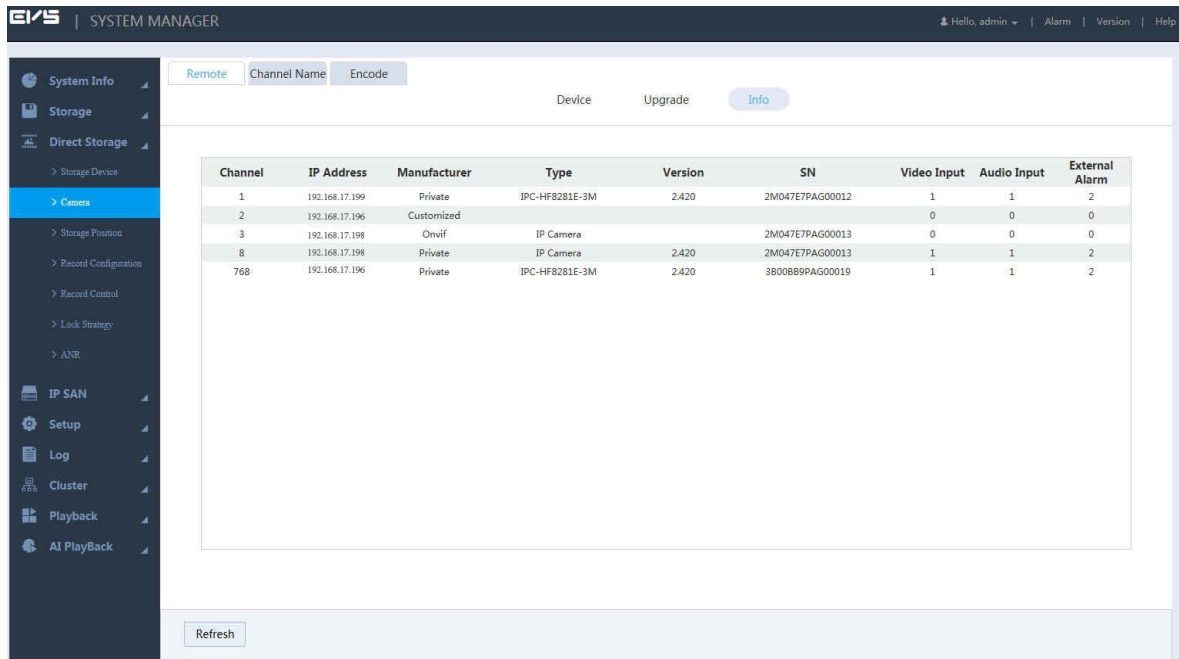 EVS | SYSTEM MANAGER
Hello, admin | Alarm | Version | Help
System Info
Storage
Direct Storage
> Storage Device
> Camera
> Storage Position
> Record Configuration
> Record Control
> Lock Strategy
> ANR
IP SAN
Setup
Log
Cluster
Playback
AI PlayBack
Remote Channel Name Encode
Device Upgrade Info
Channel IP Address Manufacturer Type Version SN Video Input Audio Input External Alarm
1 192.168.17.199 Private IPC-HF8281E-3M 2.420 2M047E7PAG00012 1 1 2
2 192.168.17.196 Customized 0 0 0
3 192.168.17.198 Onvif IP Camera 2M047E7PAG00013 0 0 0
8 192.168.17.198 Private IP Camera 2.420 2M047E7PAG00013 1 1 2
768 192.168.17.196 Private IPC-HF8281E-3M 2.420 3B00BB9PAG00019 1 1 2
Refresh